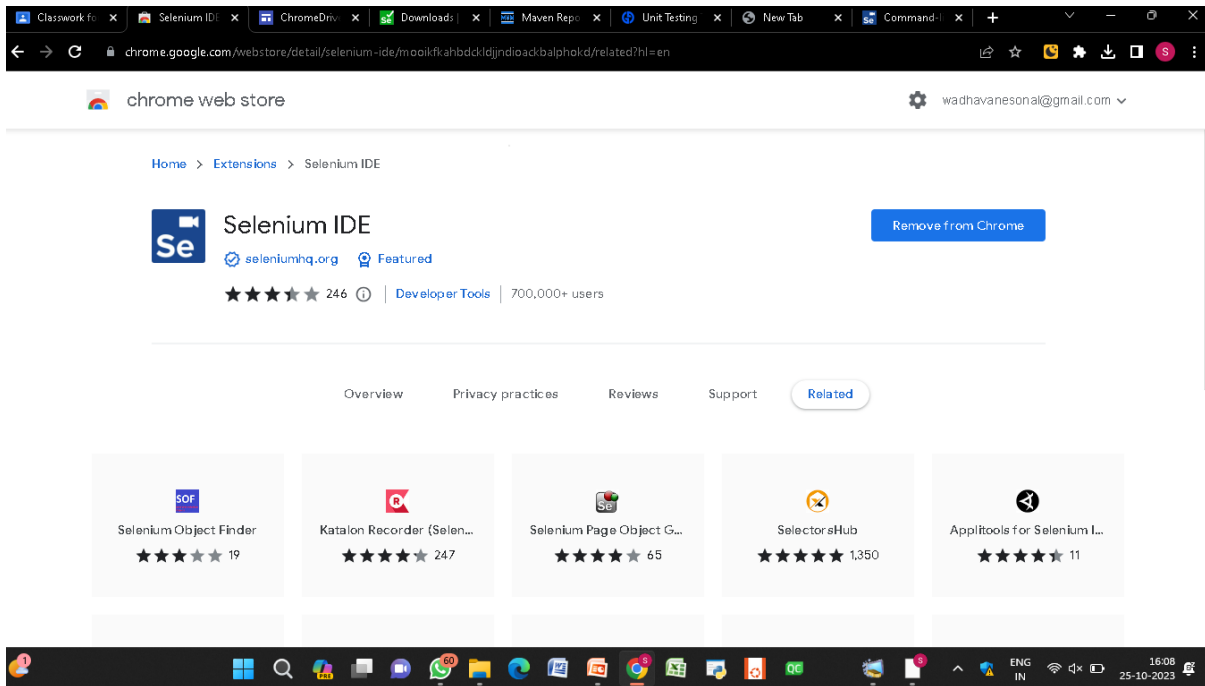 Classwork fo
Selenium IDE
ChromeDriv
Downloads |
Maven Repo
Unit Testing
New Tab
Command-l
chrome.google.com/webstore/detail/selenium-ide/mooikfkahbdckldjjndioackbalphokd/related?hl=en
S
chrome web store
wadhavanesonal@gmail.com
Home > Extensions > Selenium IDE
Se
Selenium IDE
Remove from Chrome
seleniumhq.org
Featured
246
Developer Tools
700,000+ users
Overview
Privacy practices
Reviews
Support
Related
SOF
Selenium Object Finder
19
Katalon Recorder (Selen...
247
Se
Selenium Page Object G...
65
SelectorsHub
1,350
Applitools for Selenium I...
11
1
PRE
60
S
QC
S
ENG
IN
16:08
25-10-2023